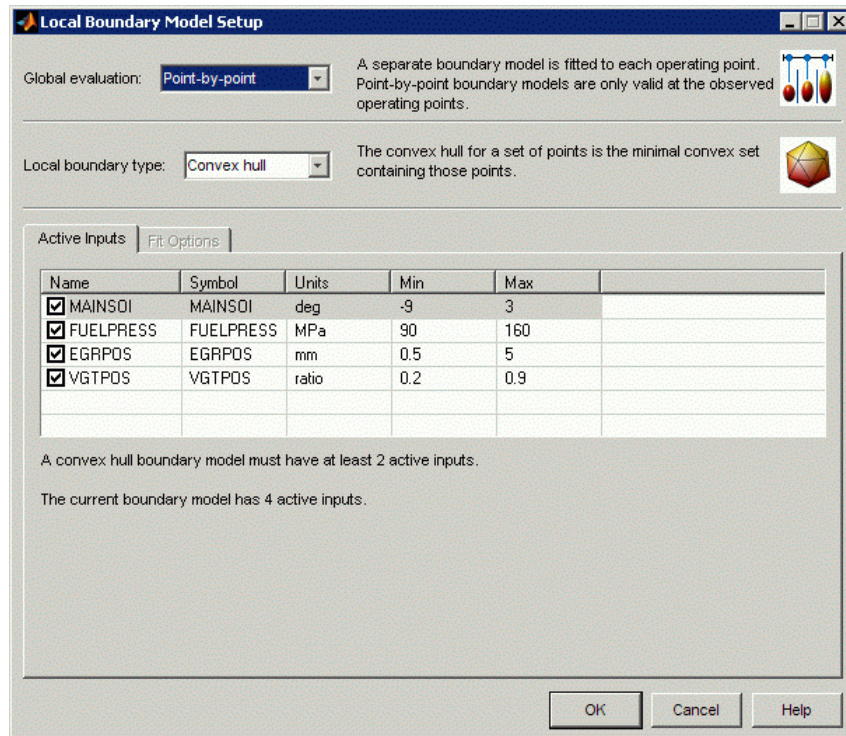 Local Boundary Model Setup
Global evaluation: Point-by-point
A separate boundary model is fitted to each operating point.
Point-by-point boundary models are only valid at the observed
operating points.
Local boundary type: Convex hull
The convex hull for a set of points is the minimal convex set
containing those points.
Active Inputs Fit Options
Name Symbol Units Min Max
MAINSOI MAINSOI deg -9 3
FUELPRESS FUELPRESS MPa 90 160
EGRPOS EGRPOS mm 0.5 5
VGTPOS VGTPOS ratio 0.2 0.9
A convex hull boundary model must have at least 2 active inputs.
The current boundary model has 4 active inputs.
OK Cancel Help